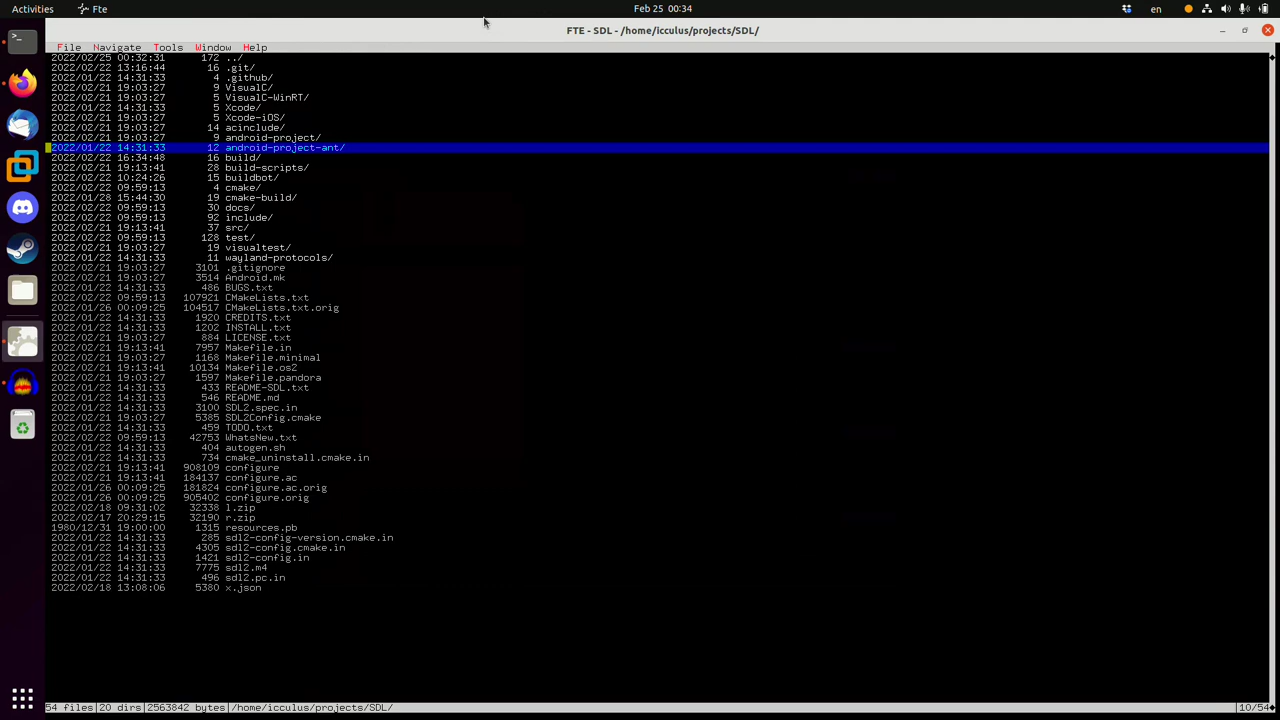 Activities Fte Feb 25 00:34 en
FTE - SDL - /home/icculus/projects/SDL/
File Navigate Tools Window Help
2022/02/25 00:32:31 172 ../
2022/02/22 13:16:44 16 .git/
2022/01/22 14:31:33 4 .github/
2022/02/21 19:03:27 9 VisualC/
2022/02/21 19:03:27 5 VisualC-WinRT/
2022/01/22 14:31:33 5 Xcode/
2022/02/21 19:03:27 5 Xcode-iOS/
2022/01/22 14:31:33 14 acinclude/
2022/02/21 19:03:27 9 android-project/
2022/01/22 14:31:33 12 android-project-ant/
2022/02/22 16:34:48 16 build/
2022/02/21 19:13:41 28 build-scripts/
2022/02/22 10:24:26 15 buildbot/
2022/02/22 09:59:13 4 cmake/
2022/01/28 15:44:30 19 cmake-build/
2022/02/22 09:59:13 30 docs/
2022/02/22 09:59:13 92 include/
2022/02/21 19:13:41 37 src/
2022/02/22 09:59:13 128 test/
2022/02/21 19:03:27 19 visualtest/
2022/01/22 14:31:33 11 wayland-protocols/
2022/02/21 19:03:27 3101 .gitignore
2022/02/21 19:03:27 3514 Android.mk
2022/01/22 14:31:33 486 BUGS.txt
2022/02/22 09:59:13 107921 CMakeLists.txt
2022/01/26 00:09:25 104517 CMakeLists.txt.orig
2022/01/22 14:31:33 1920 CREDITS.txt
2022/01/22 14:31:33 1202 INSTALL.txt
2022/02/21 19:03:27 884 LICENSE.txt
2022/02/21 19:13:41 7957 Makefile.in
2022/02/21 19:03:27 1168 Makefile.minimal
2022/02/21 19:13:41 10134 Makefile.os2
2022/02/21 19:03:27 1597 Makefile.pandora
2022/01/22 14:31:33 433 README-SDL.txt
2022/01/22 14:31:33 546 README.md
2022/01/22 14:31:33 3100 SDL2.spec.in
2022/02/21 19:03:27 5385 SDL2Config.cmake
2022/01/22 14:31:33 459 TODO.txt
2022/02/22 09:59:13 42753 WhatsNew.txt
2022/01/22 14:31:33 404 autogen.sh
2022/01/22 14:31:33 734 cmake_uninstall.cmake.in
2022/02/21 19:13:41 908109 configure
2022/02/21 19:13:41 184137 configure.ac
2022/01/26 00:09:25 181824 configure.ac.orig
2022/01/26 00:09:25 905402 configure.orig
2022/02/18 09:31:02 32338 l.zip
2022/02/17 20:29:15 32190 r.zip
1980/12/31 19:00:00 1315 resources.pb
2022/01/22 14:31:33 285 sdl2-config-version.cmake.in
2022/01/22 14:31:33 4305 sdl2-config.cmake.in
2022/01/22 14:31:33 1421 sdl2-config.in
2022/01/22 14:31:33 7775 sdl2.m4
2022/01/22 14:31:33 496 sdl2.pc.in
2022/02/18 13:08:06 5380 x.json
54 files|20 dirs|2563842 bytes|/home/icculus/projects/SDL/ |10/54